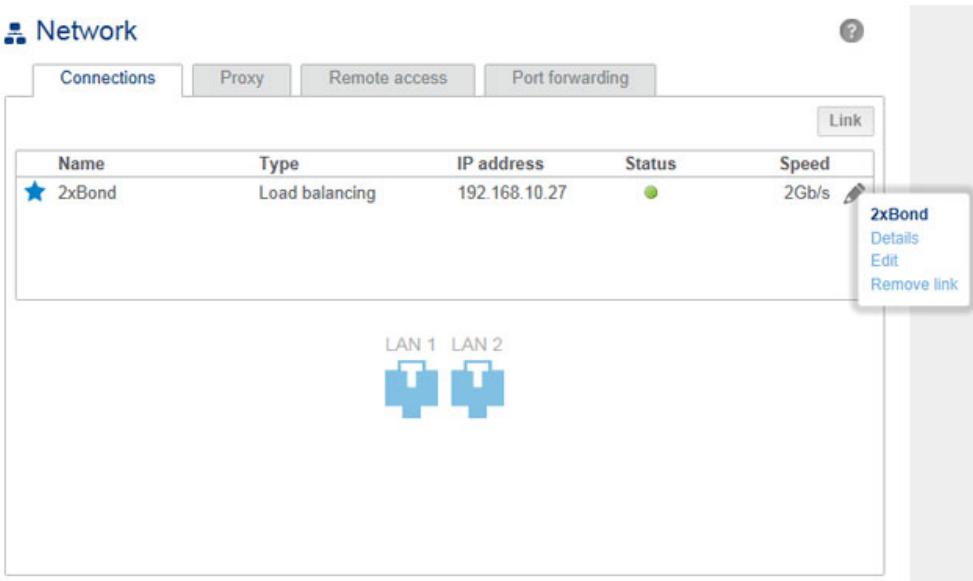 Network
?
Connections Proxy Remote access Port forwarding
Link
Name Type IP address Status Speed
2xBond Load balancing 192.168.10.27 2Gb/s
2xBond
Details
Edit
Remove link
LAN 1 LAN 2